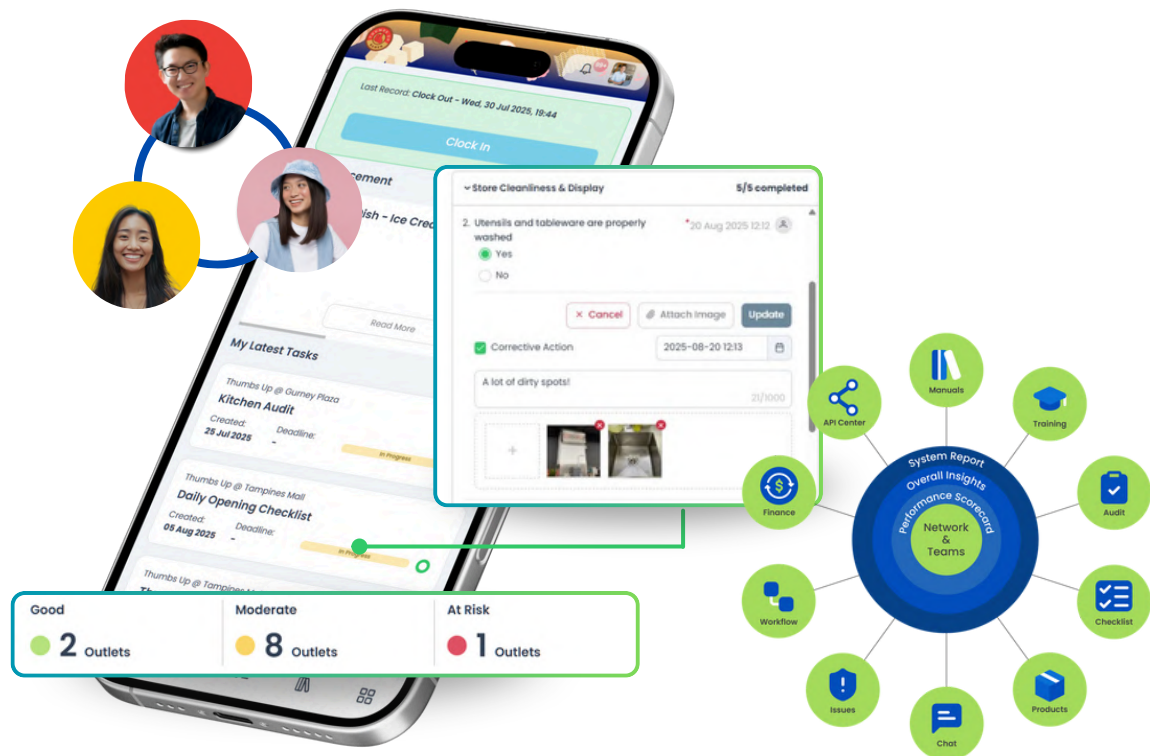 Last Record: Clock Out - Wed, 30 Jul 2025, 19:44
Clock In
cement
ish - Ice Crea
Read More
My Latest Tasks
Thumbs Up @ Gurney Plaza
Kitchen Audit
Created:
25 Jul 2025
Deadline:
-
In Progress
Thumbs Up @ Tampines Mall
Daily Opening Checklist
Created:
05 Aug 2025
Deadline:
-
In Progress
Thumbs Up @ Tampines M
Store Cleanliness & Display
5/5 completed
2. Utensils and tableware are properly
washed
*20 Aug 2025 12:12
Yes
No
× Cancel
Attach Image
Update
Corrective Action
2025-08-20 12:13
A lot of dirty spots!
21/1000
+
Good
2 Outlets
Moderate
8 Outlets
At Risk
1 Outlets
Manuals
API Center
Training
System Report
Overall Insights
Performance Scorecard
Network
&
Teams
Finance
Audit
Workflow
Checklist
Issues
Products
Chat